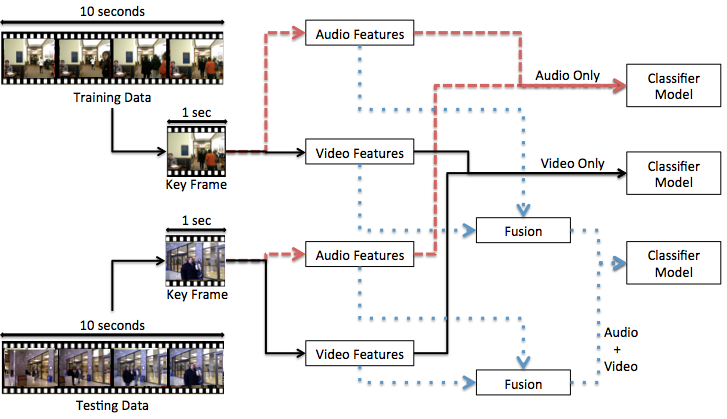 10 seconds
Training Data
1 sec
Key Frame
Audio Features
Audio Only
Classifier
Model
Video Features
Video Only
Classifier
Model
1 sec
Key Frame
Audio Features
Fusion
Classifier
Model
10 seconds
Testing Data
Video Features
Fusion
Audio
+
Video